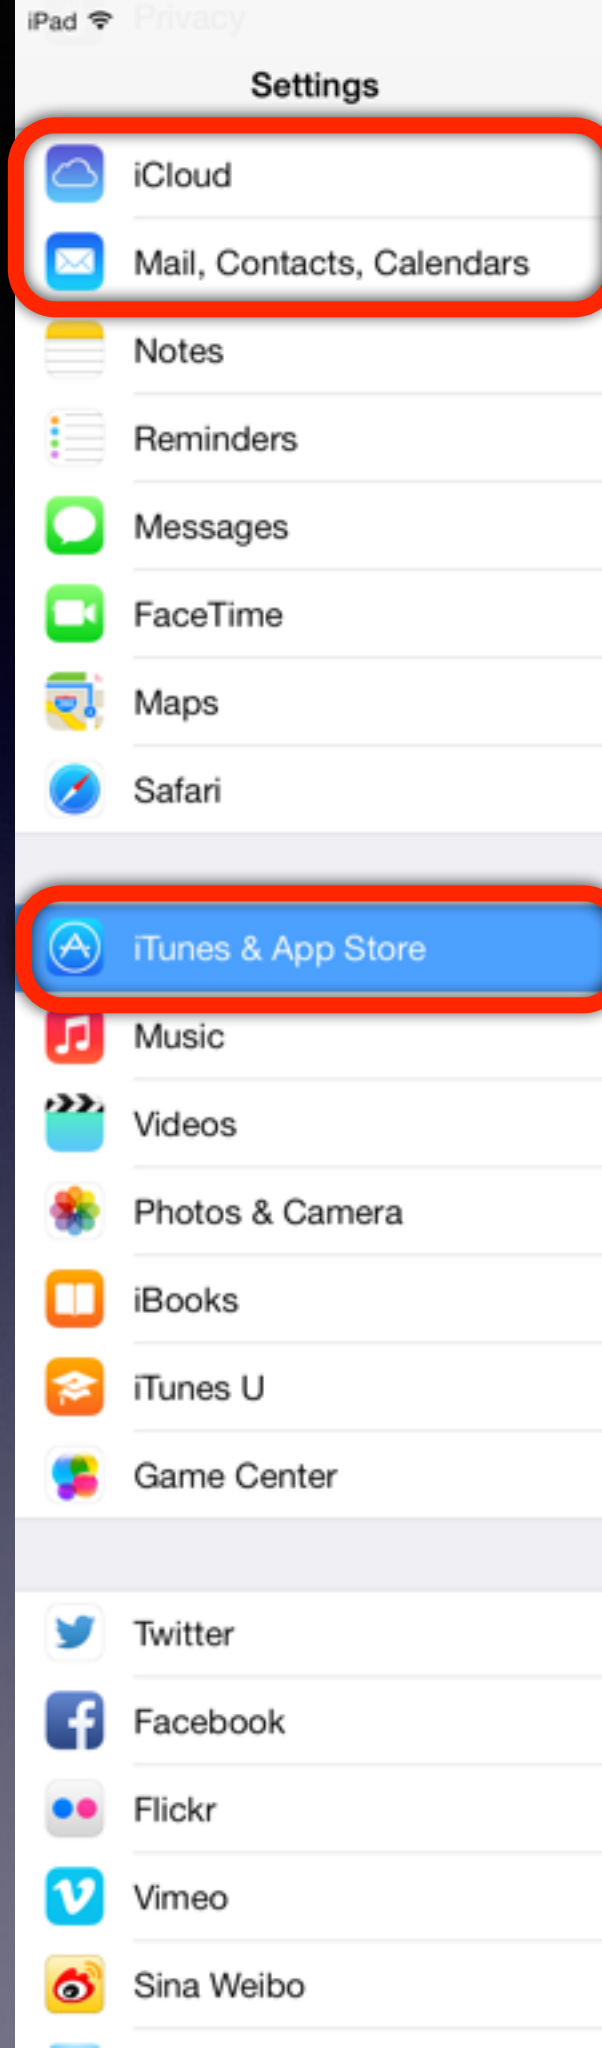 iPad
Privacy
Settings
iCloud
Mail, Contacts, Calendars
Notes
Reminders
Messages
FaceTime
Maps
Safari
iTunes & App Store
Music
Videos
Photos & Camera
iBooks
iTunes U
Game Center
Twitter
Facebook
Flickr
Vimeo
Sina Weibo